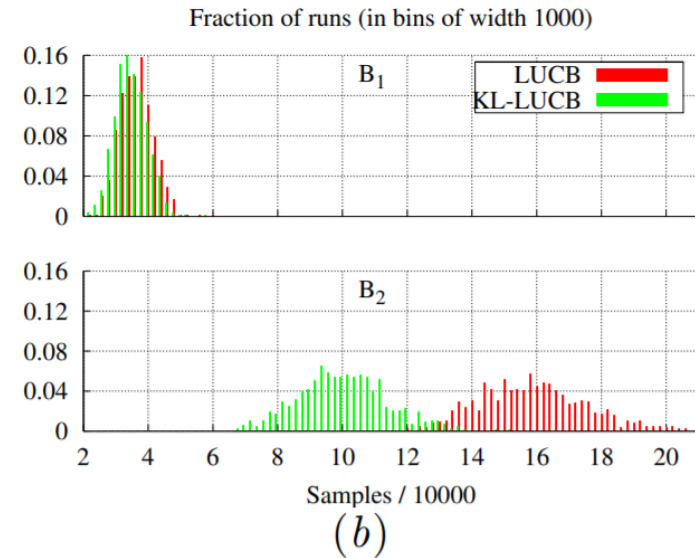 Fraction of runs (in bins of width 1000)
0.16
0.12
0.08
0.04
0
B1
LUCB
KL-LUCB
0.16
0.12
0.08
0.04
0
B2
2 4 6 8 10 12 14 16 18 20
Samples / 10000
(b)